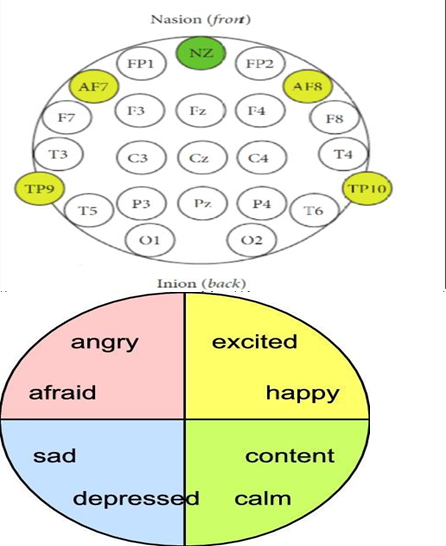 Nasion (front)
FP1 NZ FP2
AF7 AF8
F7 F3 Fz F4 F8
T3 C3 Cz C4 T4
TP9 TP10
T5 P3 Pz P4 T6
O1 O2
Inion (back)
angry excited
afraid happy
sad content
depressed calm